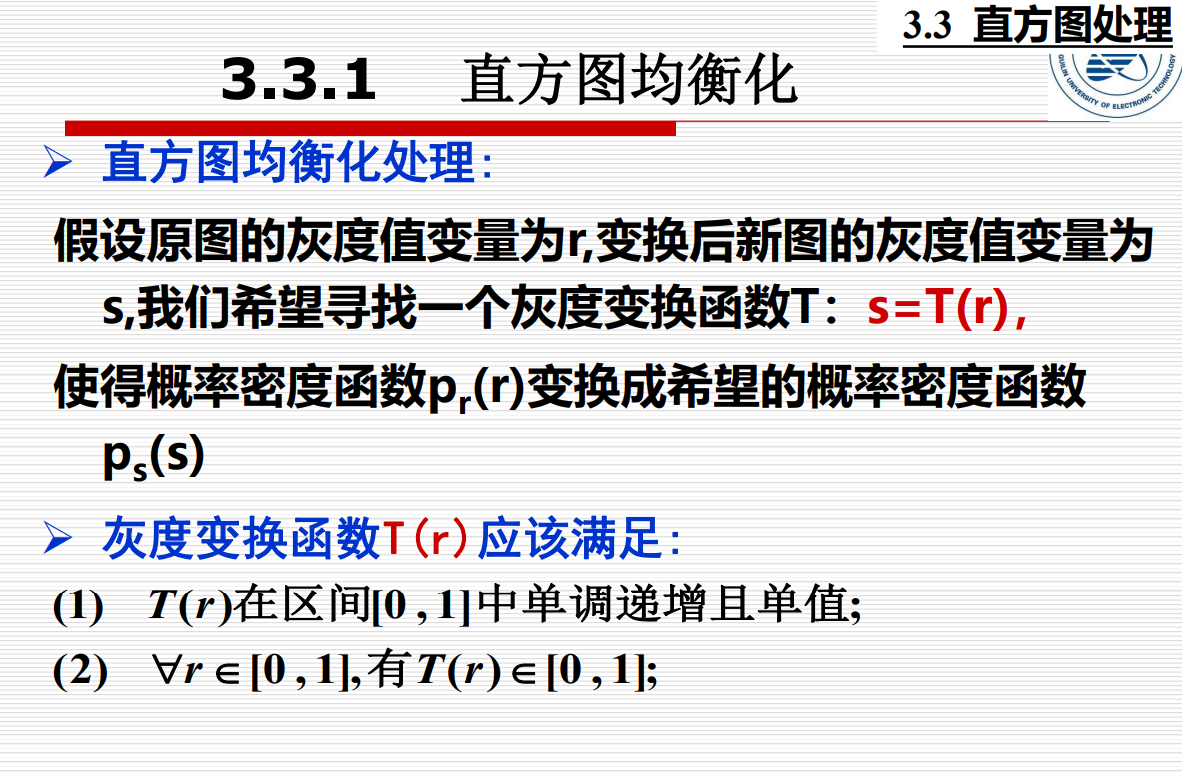 3.3 直方图处理
3.3.1 直方图均衡化
GUILIN UNIVERSITY OF ELECTRONIC TECHNOLOGY
➢ 直方图均衡化处理:
假设原图的灰度值变量为r,变换后新图的灰度值变量为
s,我们希望寻找一个灰度变换函数T：s=T(r)，
使得概率密度函数pᵣ(r)变换成希望的概率密度函数
pₛ(s)
➢ 灰度变换函数T(r)应该满足:
(1) T(r)在区间[0 , 1]中单调递增且单值;
(2) ∀r ∈[0 , 1],有T(r)∈[0 , 1];